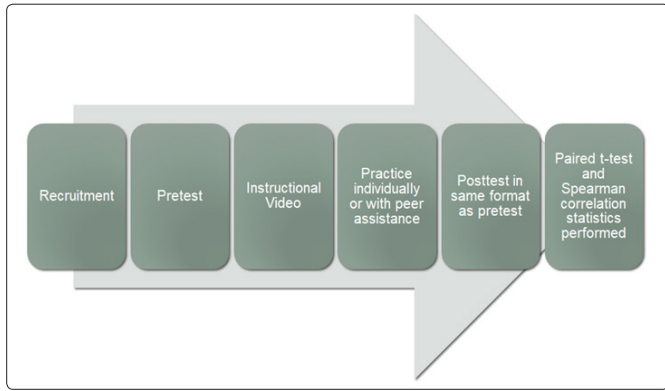 Recruitment
Pretest
Instructional
Video
Practice
individually
or with peer
assistance
Posttest in
same format
as pretest
Paired t-test
and
Spearman
correlation
statistics
performed